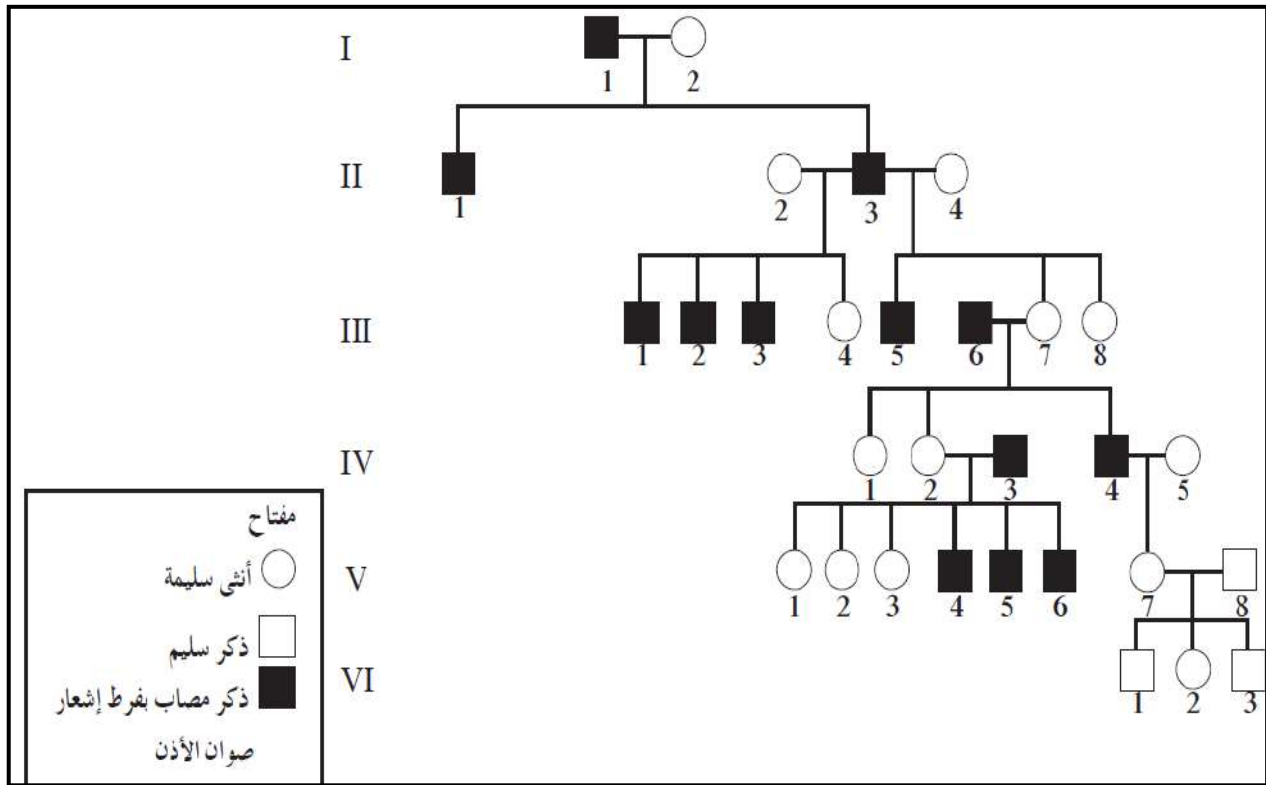 I
1 2
II
1 2 3 4
III
1 2 3 4 5 6 7 8
IV
1 2 3 4 5
V
1 2 3 4 5 6 7 8
VI
1 2 3
مفتاح
أنثى سليمة
ذكر سليم
ذكر مصاب بفرط إشعار
صوان الأذن